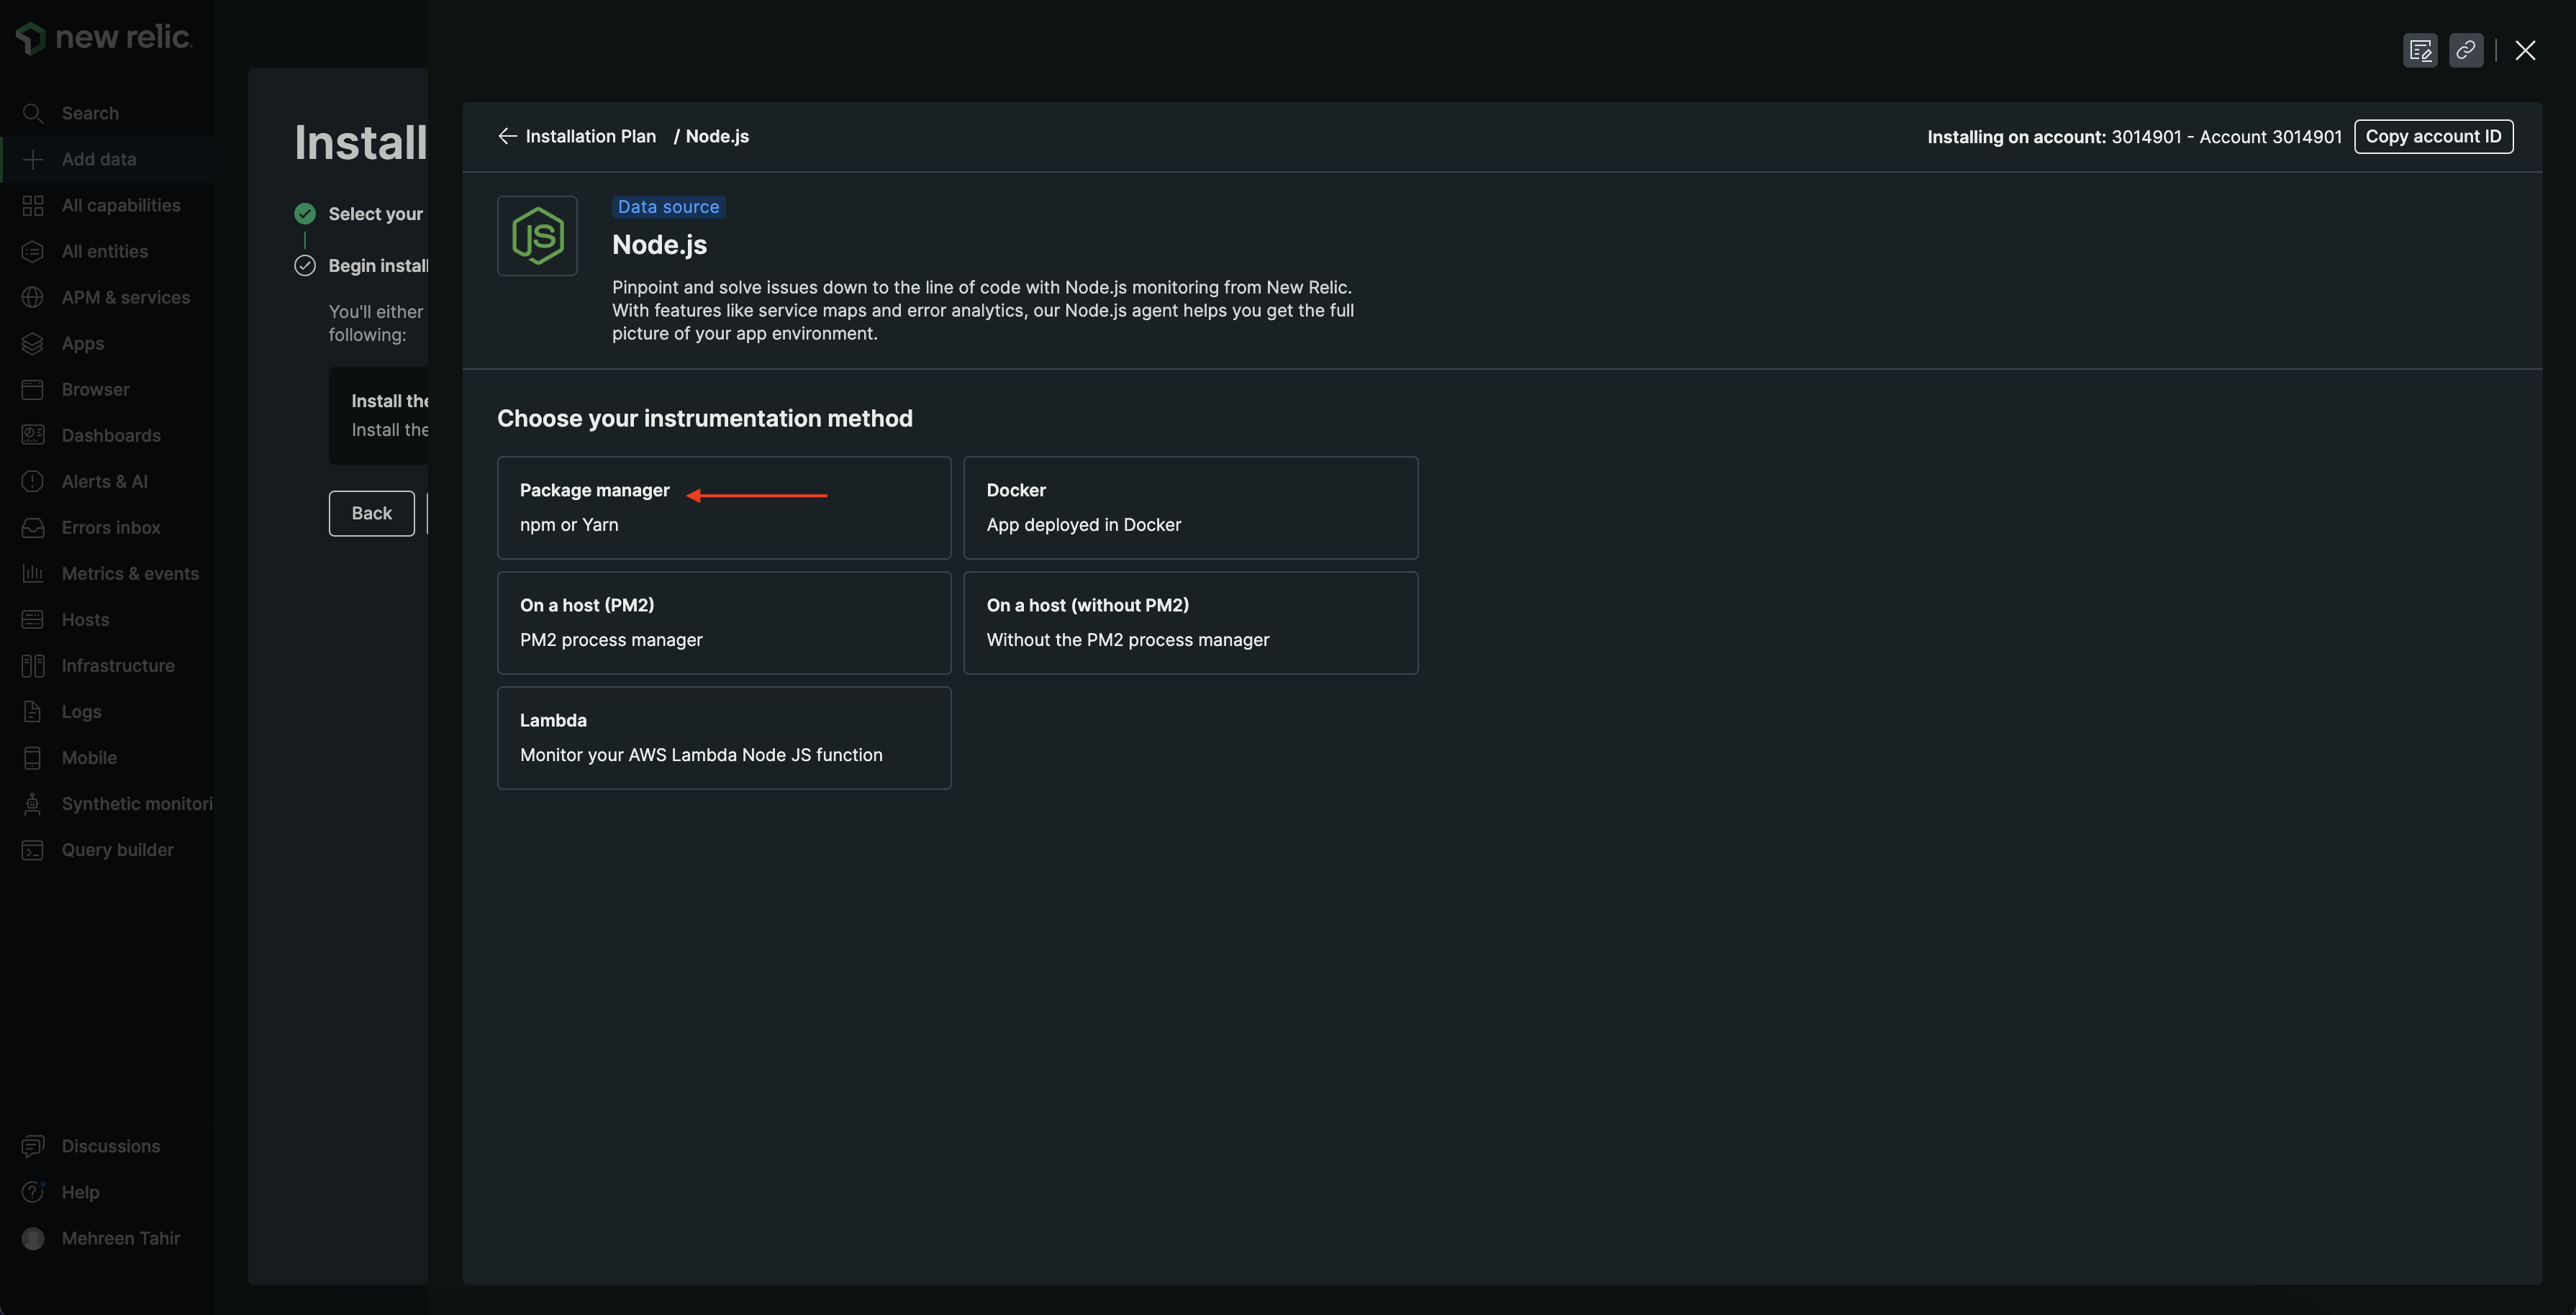 new relic.
Search
Add data
All capabilities
All entities
APM & services
Apps
Browser
Dashboards
Alerts & AI
Errors inbox
Metrics & events
Hosts
Infrastructure
Logs
Mobile
Synthetic monitori
Query builder
Discussions
Help
Mehreen Tahir
Install
Select your
Begin install
You'll either
following:
Install the
Install the
Back
Installation Plan / Node.js
Installing on account: 3014901 - Account 3014901
Copy account ID
JS
Data source
Node.js
Pinpoint and solve issues down to the line of code with Node.js monitoring from New Relic.
With features like service maps and error analytics, our Node.js agent helps you get the full
picture of your app environment.
Choose your instrumentation method
Package manager
npm or Yarn
Docker
App deployed in Docker
On a host (PM2)
PM2 process manager
On a host (without PM2)
Without the PM2 process manager
Lambda
Monitor your AWS Lambda Node JS function